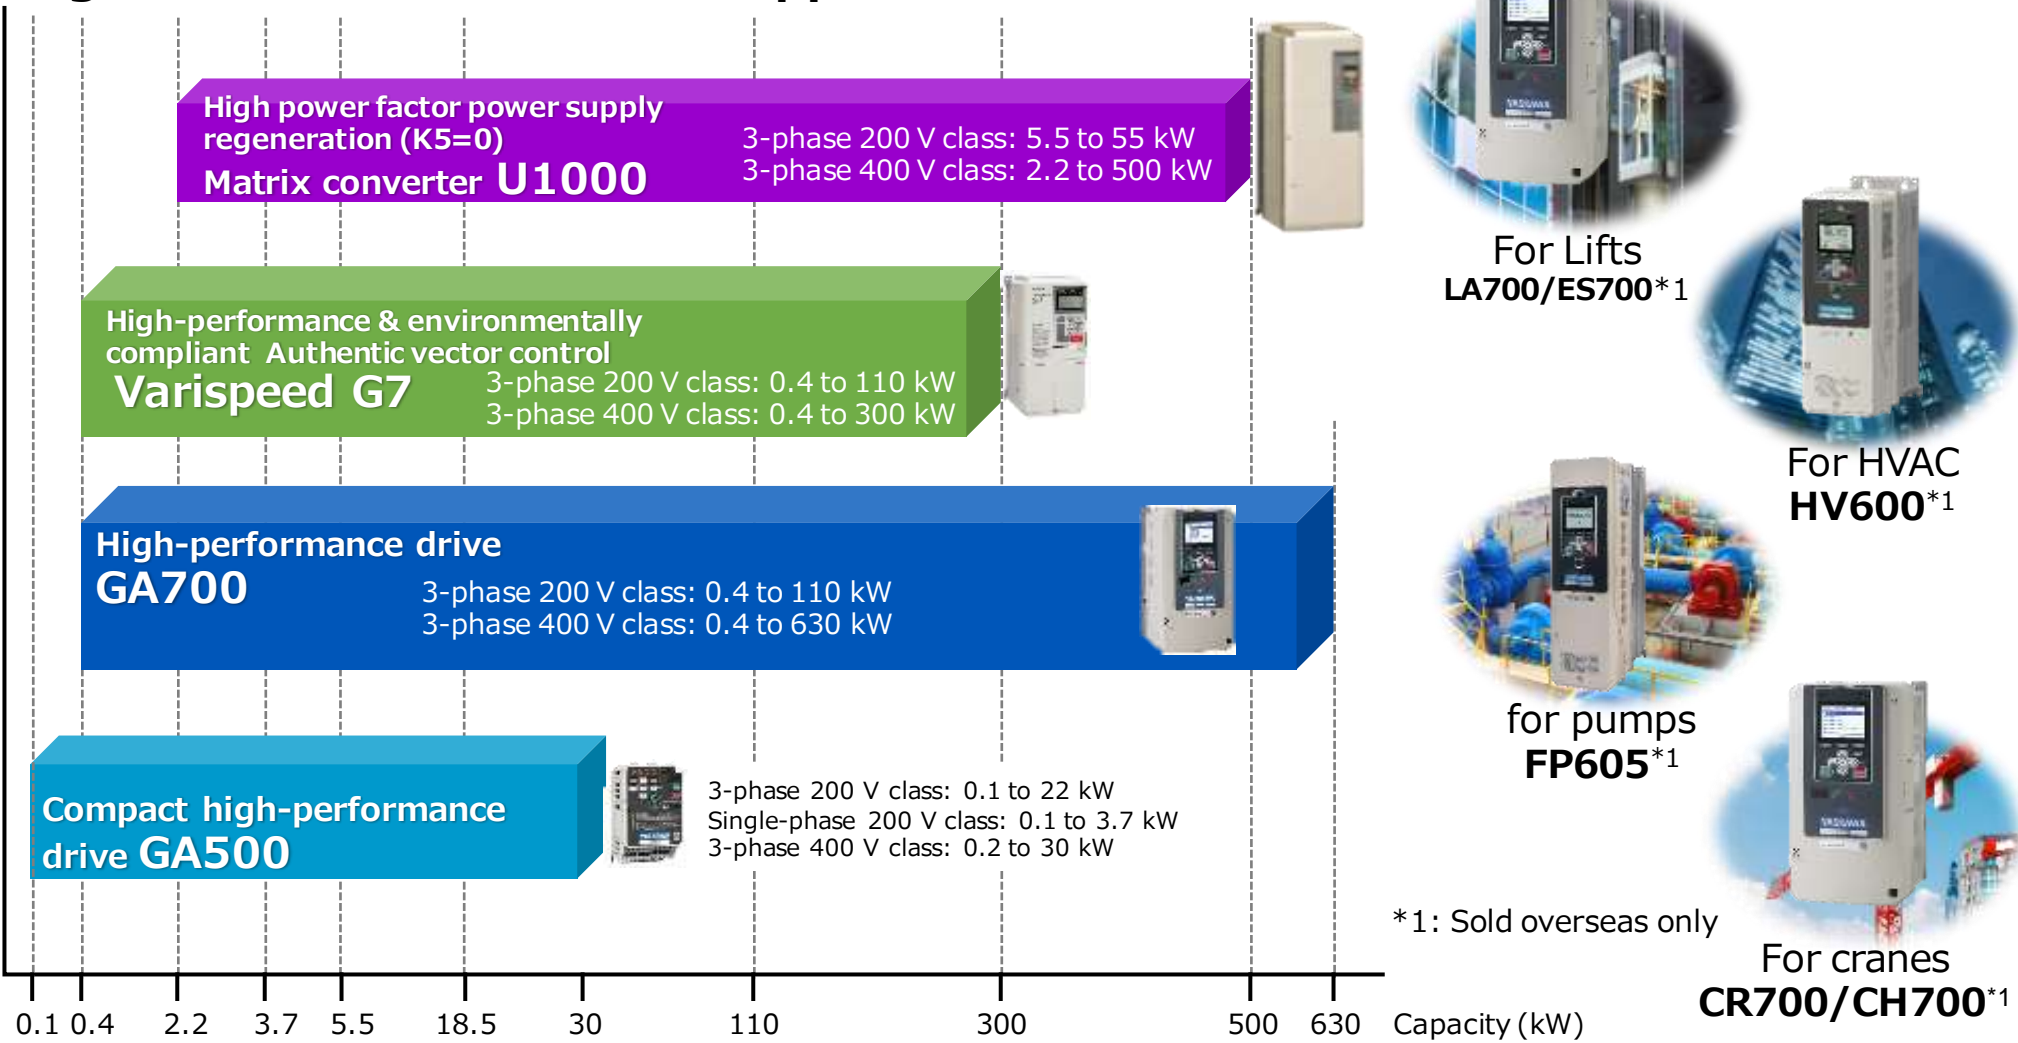 High power factor power supply
regeneration (K5=0)
Matrix converter U1000
3-phase 200 V class: 5.5 to 55 kW
3-phase 400 V class: 2.2 to 500 kW
High-performance & environmentally
compliant Authentic vector control
Varispeed G7
3-phase 200 V class: 0.4 to 110 kW
3-phase 400 V class: 0.4 to 300 kW
High-performance drive
GA700
3-phase 200 V class: 0.4 to 110 kW
3-phase 400 V class: 0.4 to 630 kW
Compact high-performance
drive GA500
3-phase 200 V class: 0.1 to 22 kW
Single-phase 200 V class: 0.1 to 3.7 kW
3-phase 400 V class: 0.2 to 30 kW
YASKAWA
For Lifts
LA700/ES700*1
For HVAC
HV600*1
for pumps
FP605*1
YASKAWA
For cranes
CR700/CH700*1
*1: Sold overseas only
0.1 0.4 2.2 3.7 5.5 18.5 30 110 300 500 630 Capacity (kW)